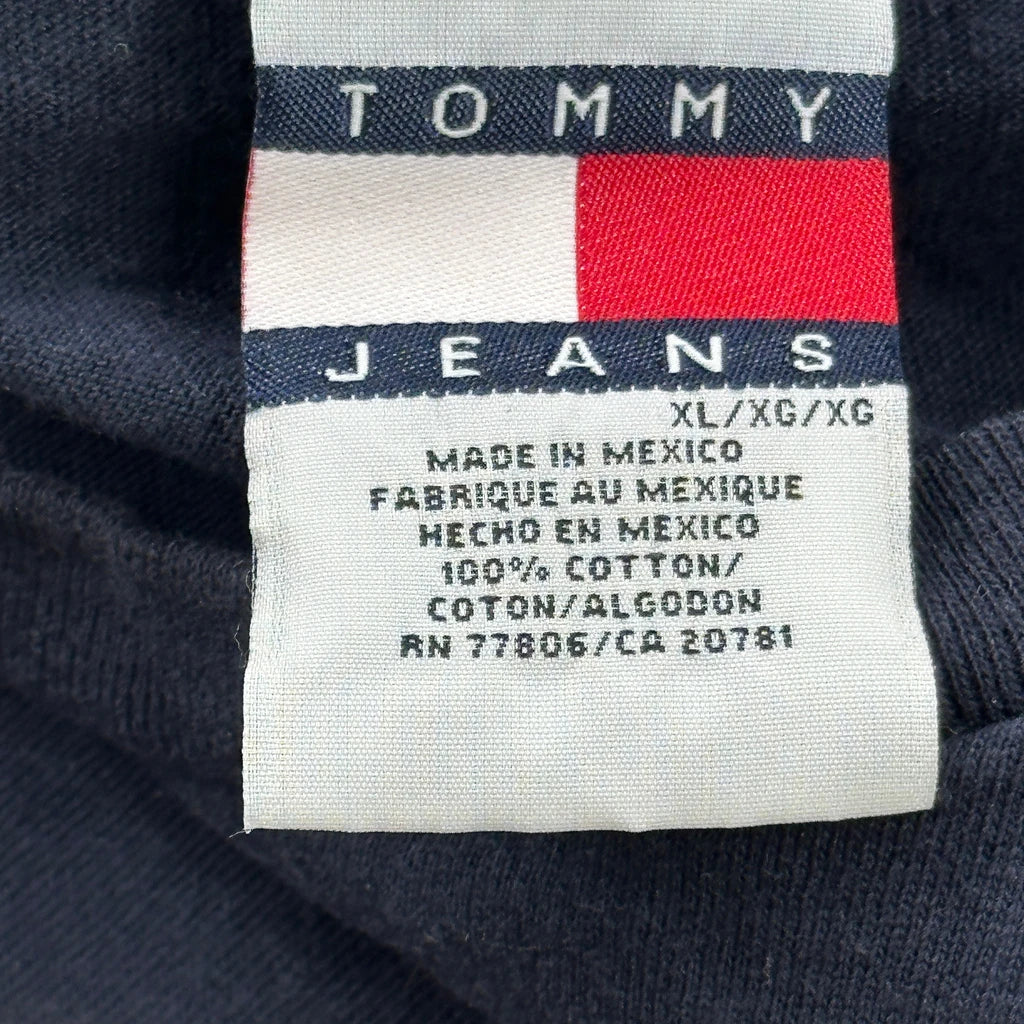 TOMMY
JEANS
XL/XG/XG
MADE IN MEXICO
FABRIQUE AU MEXIQUE
HECHO EN MEXICO
100% COTTON/
COTON/ALGODON
RN 77806/CA 20781